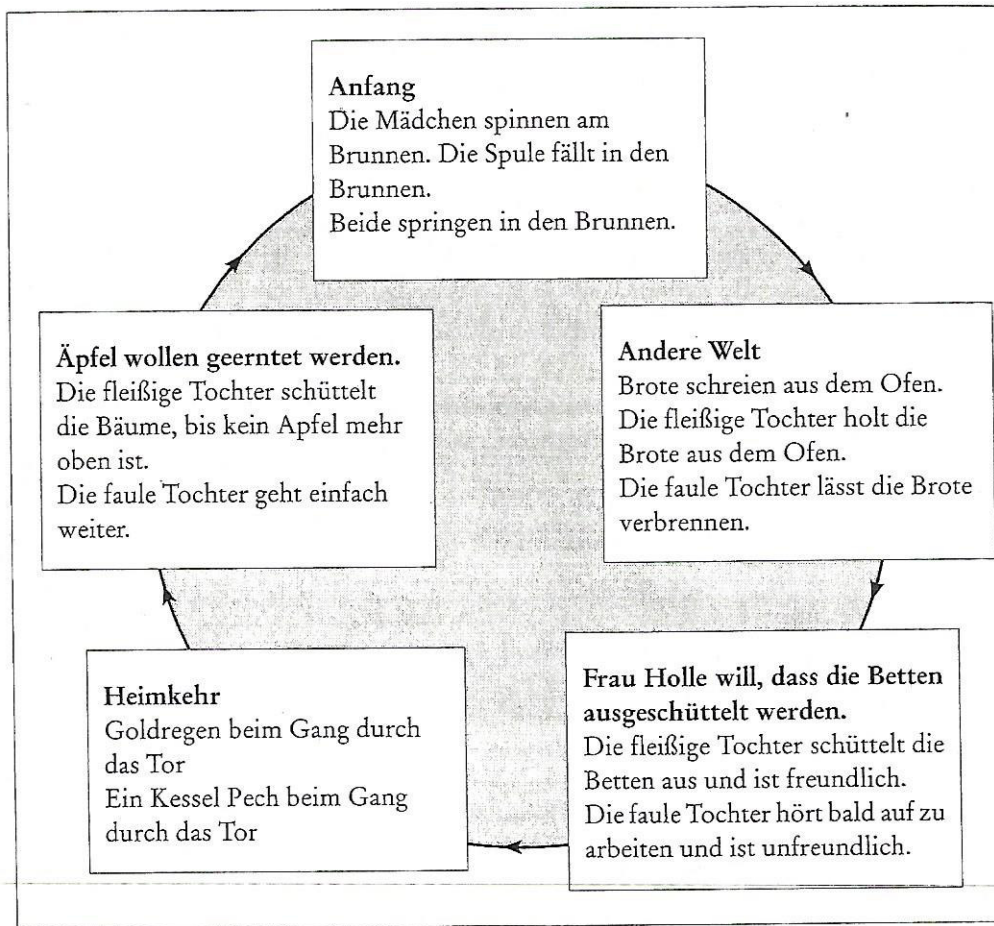 Anfang
Die Mädchen spinnen am
Brunnen. Die Spule fällt in den
Brunnen.
Beide springen in den Brunnen.
Andere Welt
Brote schreien aus dem Ofen.
Die fleißige Tochter holt die
Brote aus dem Ofen.
Die faule Tochter lässt die Brote
verbrennen.
Frau Holle will, dass die Betten
ausgeschüttelt werden.
Die fleißige Tochter schüttelt die
Betten aus und ist freundlich.
Die faule Tochter hört bald auf zu
arbeiten und ist unfreundlich.
Heimkehr
Goldregen beim Gang durch
das Tor
Ein Kessel Pech beim Gang
durch das Tor
Äpfel wollen geerntet werden.
Die fleißige Tochter schüttelt
die Bäume, bis kein Apfel mehr
oben ist.
Die faule Tochter geht einfach
weiter.